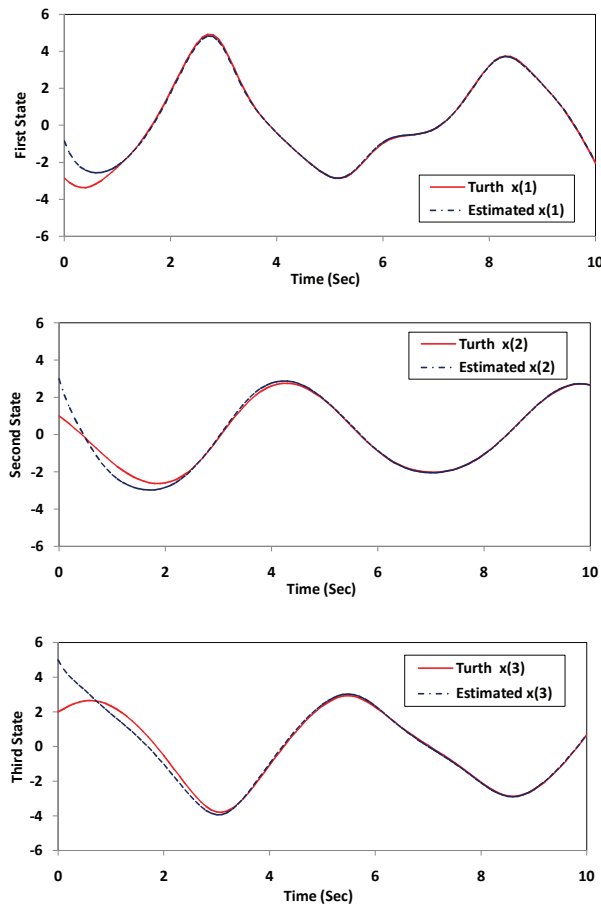 6
4
2
0
-2
-4
-6
First State
Turth x(1)
Estimated x(1)
0 2 4 6 8 10
Time (Sec)
6
4
2
0
-2
-4
-6
Second State
Turth x(2)
Estimated x(2)
0 2 4 6 8 10
Time (Sec)
6
4
2
0
-2
-4
-6
Third State
Turth x(3)
Estimated x(3)
0 2 4 6 8 10
Time (Sec)